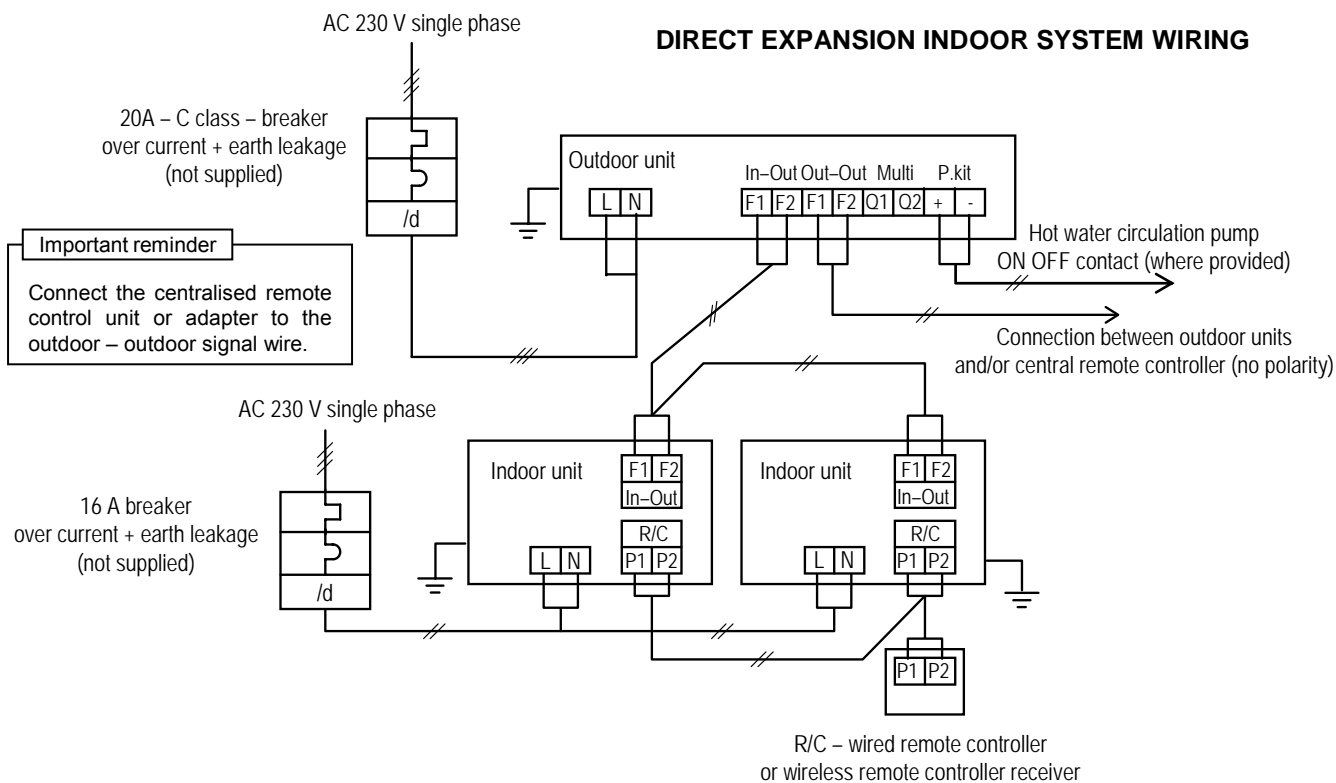 AC 230 V single phase
DIRECT EXPANSION INDOOR SYSTEM WIRING
20A – C class – breaker
over current + earth leakage
(not supplied)
/d
Outdoor unit
In–Out Out–Out Multi P.kit
L N
F1 F2 F1 F2 Q1 Q2 + -
Important reminder
Connect the centralised remote
control unit or adapter to the
outdoor – outdoor signal wire.
Hot water circulation pump
ON OFF contact (where provided)
Connection between outdoor units
and/or central remote controller (no polarity)
AC 230 V single phase
16 A breaker
over current + earth leakage
(not supplied)
/d
Indoor unit
F1 F2
In–Out
R/C
L N
P1 P2
Indoor unit
F1 F2
In–Out
R/C
L N
P1 P2
P1 P2
R/C – wired remote controller
or wireless remote controller receiver